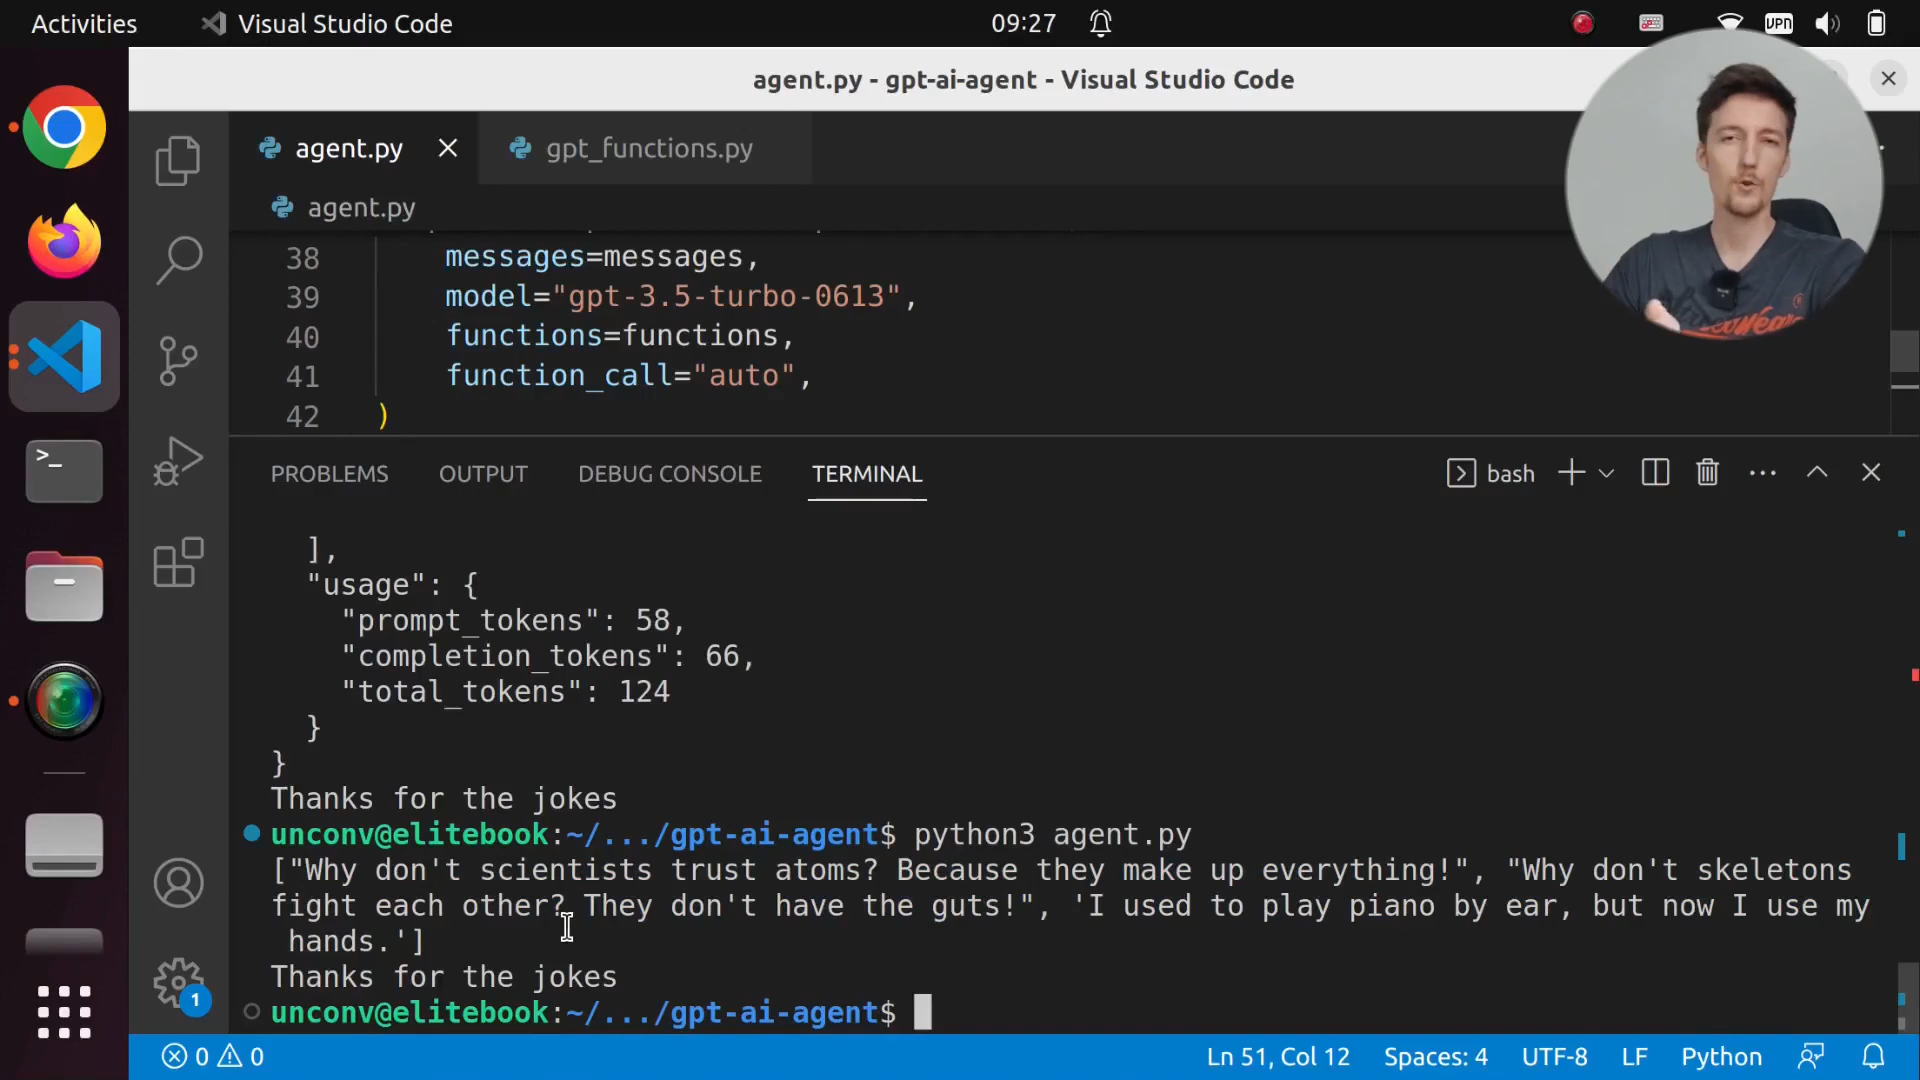 Activities
Visual Studio Code
09:27
VPN
agent.py - gpt-ai-agent - Visual Studio Code
agent.py
gpt_functions.py
agent.py
38 messages=messages,
39 model="gpt-3.5-turbo-0613",
40 functions=functions,
41 function_call="auto",
42 )
PROBLEMS OUTPUT DEBUG CONSOLE TERMINAL
bash
],
"usage": {
"prompt_tokens": 58,
"completion_tokens": 66,
"total_tokens": 124
}
}
Thanks for the jokes
unconv@elitebook:~/.../gpt-ai-agent$ python3 agent.py
["Why don't scientists trust atoms? Because they make up everything!", "Why don't skeletons
fight each other? They don't have the guts!", 'I used to play piano by ear, but now I use my
hands.']
Thanks for the jokes
unconv@elitebook:~/.../gpt-ai-agent$
1
0 0
Ln 51, Col 12 Spaces: 4 UTF-8 LF Python